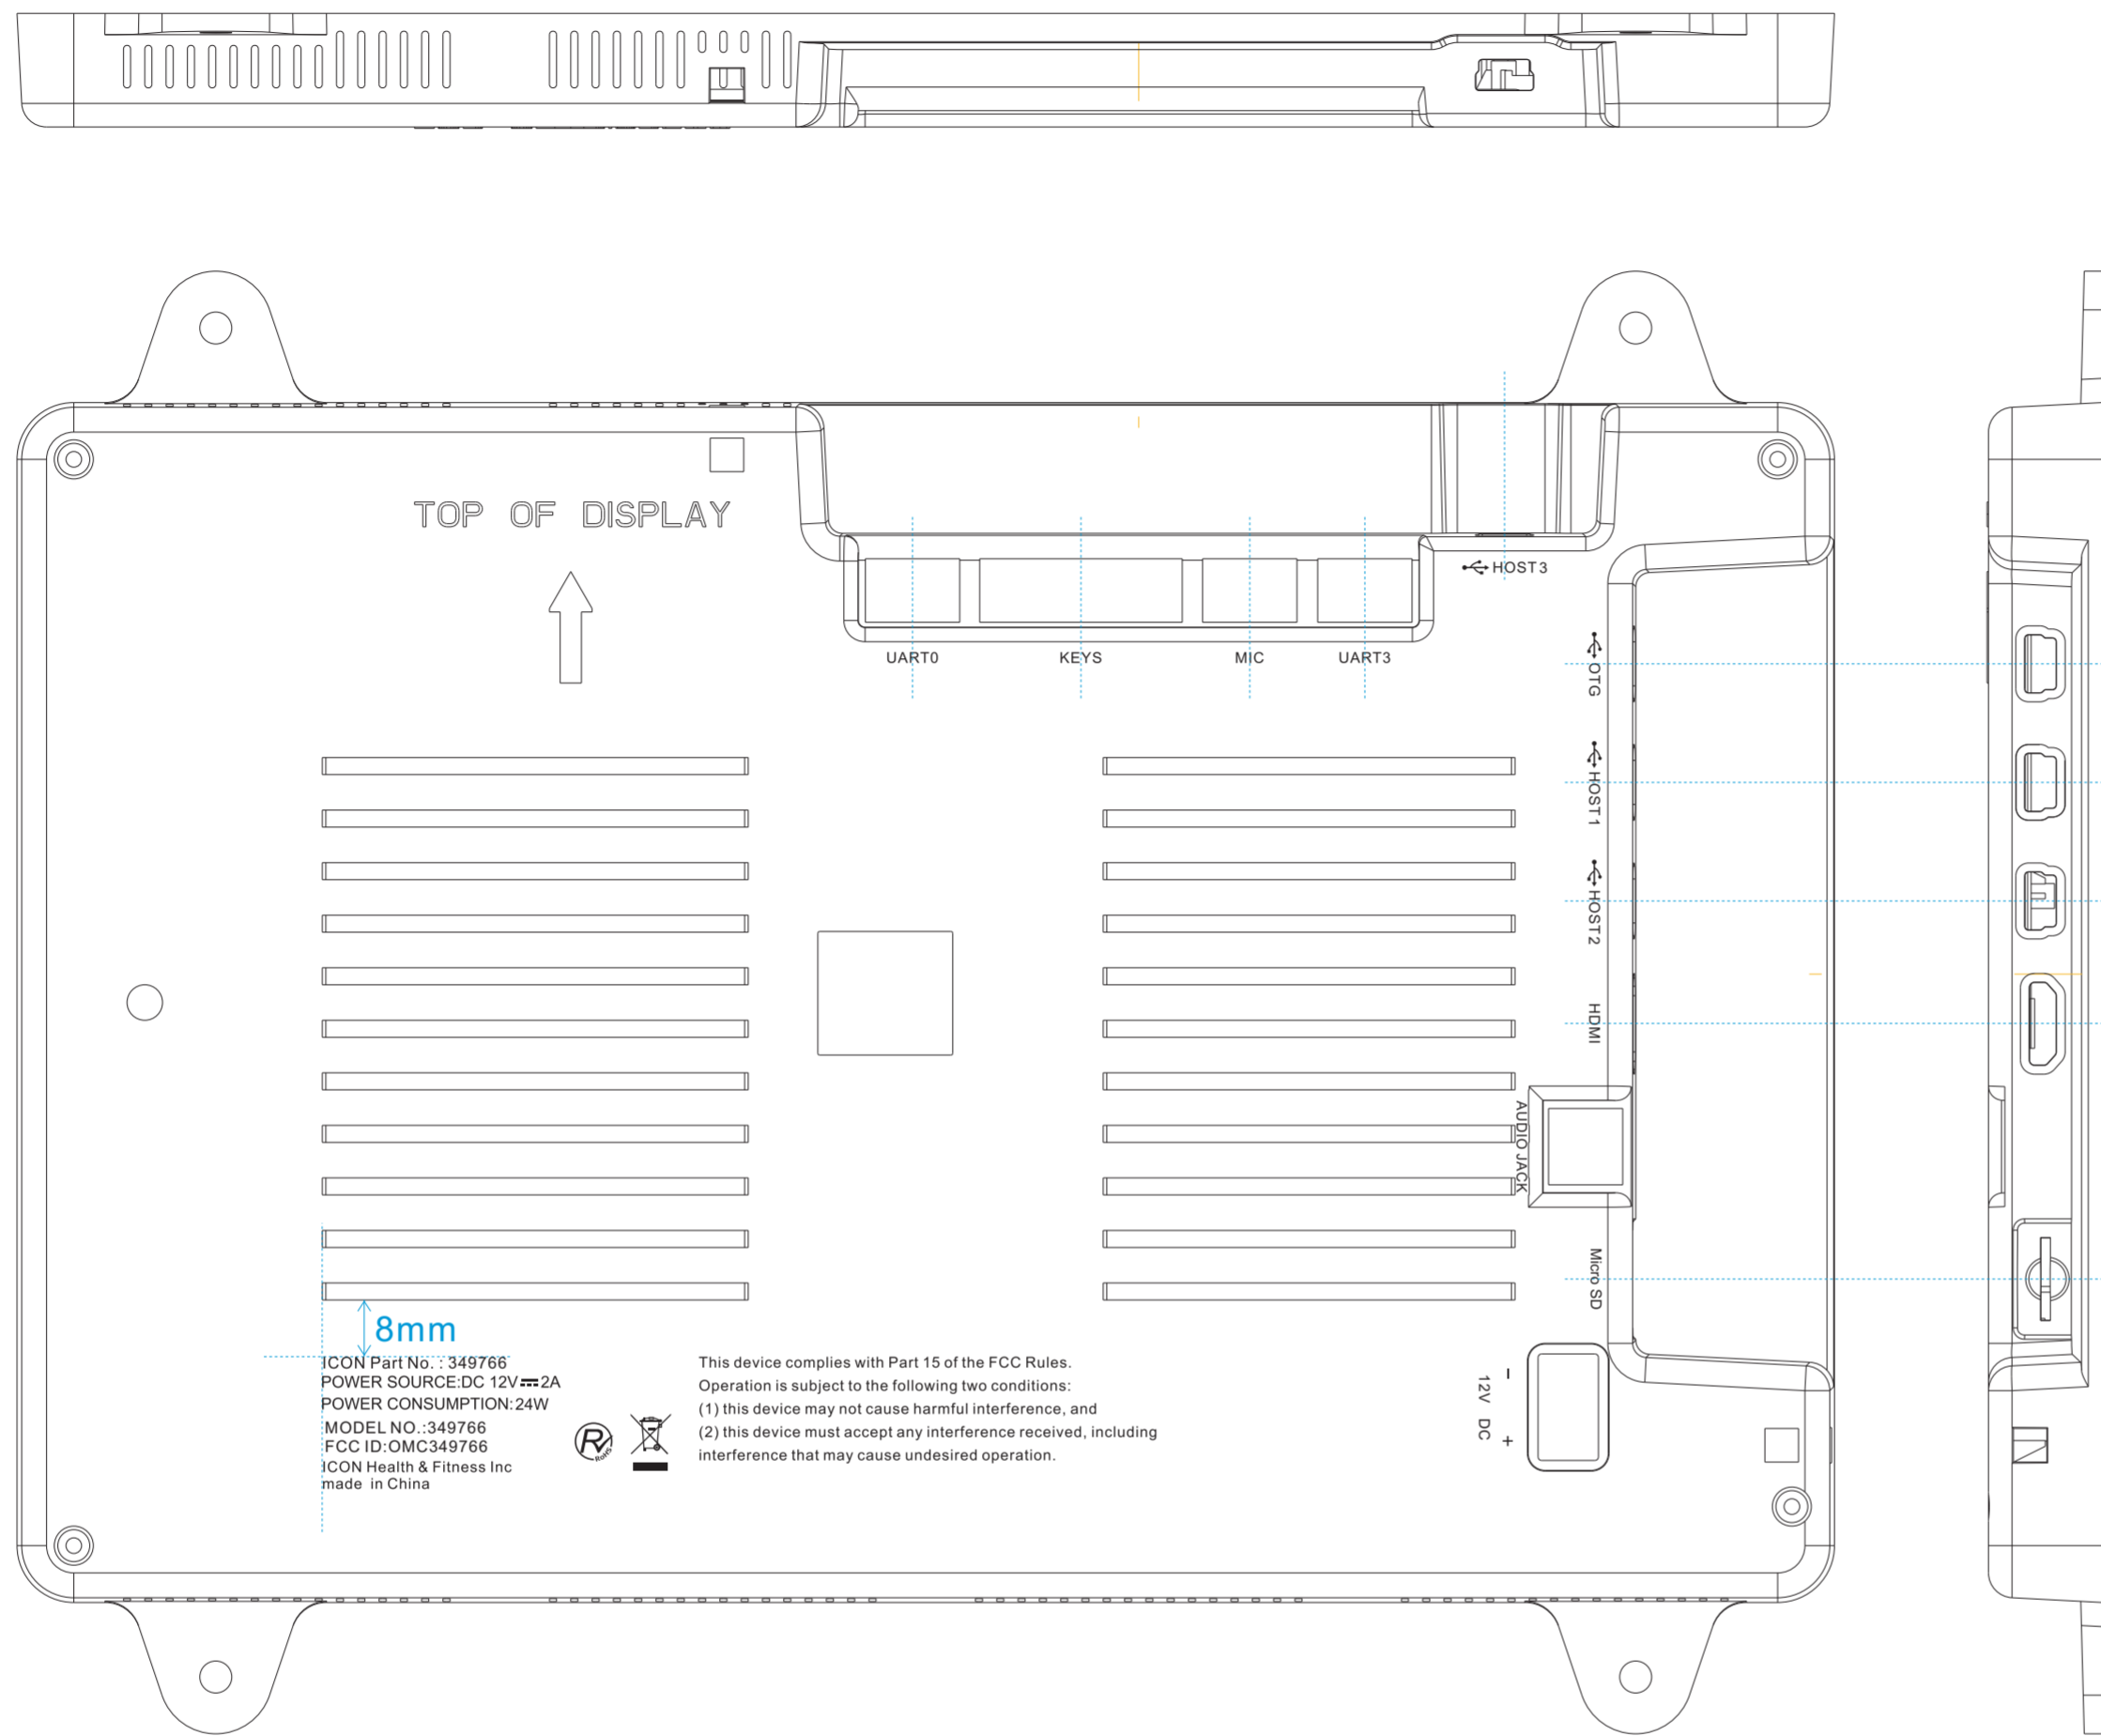 TOP OF DISPLAY
HOST3
UART0
KEYS
MIC
UART3
OTG
HOST1
HOST2
HDMI
AUDIO JACK
Micro SD
8mm
ICON Part No. : 349766
POWER SOURCE:DC 12V⎓2A
POWER CONSUMPTION:24W
MODEL NO.:349766
FCC ID:OMC349766
ICON Health & Fitness Inc
made in China
R
RoHS
This device complies with Part 15 of the FCC Rules.
Operation is subject to the following two conditions:
(1) this device may not cause harmful interference, and
(2) this device must accept any interference received, including
interference that may cause undesired operation.
12V DC
- +